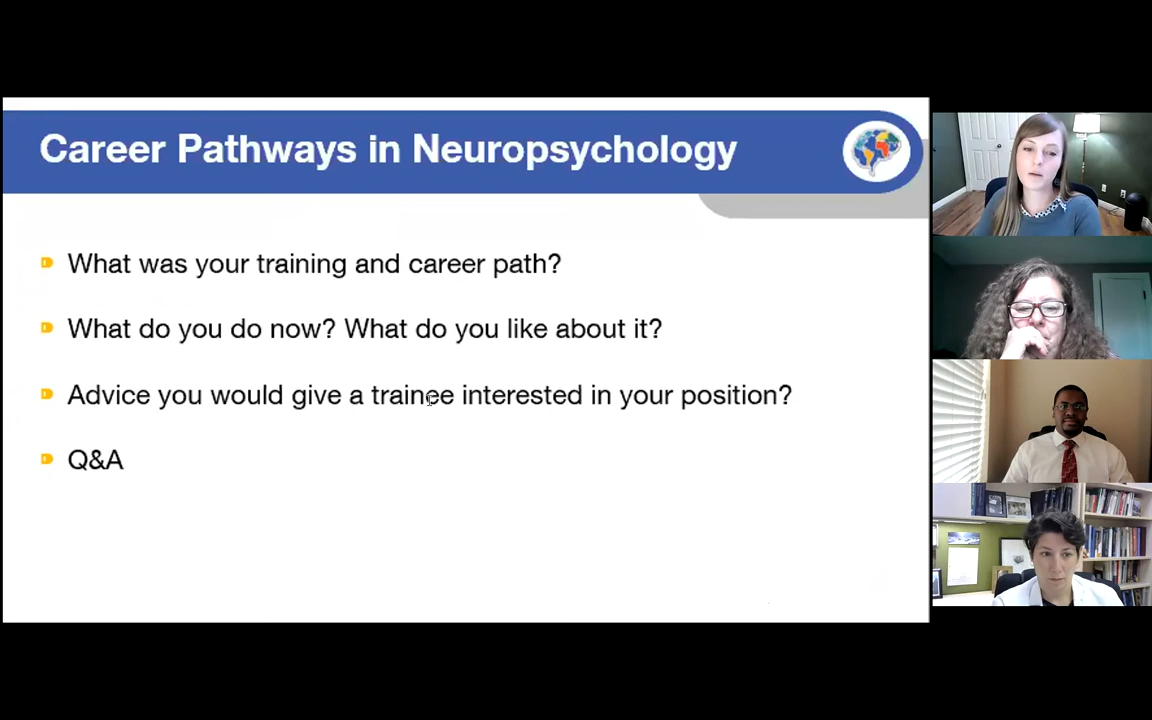 Career Pathways in Neuropsychology
What was your training and career path?
What do you do now? What do you like about it?
Advice you would give a trainee interested in your position?
Q&A